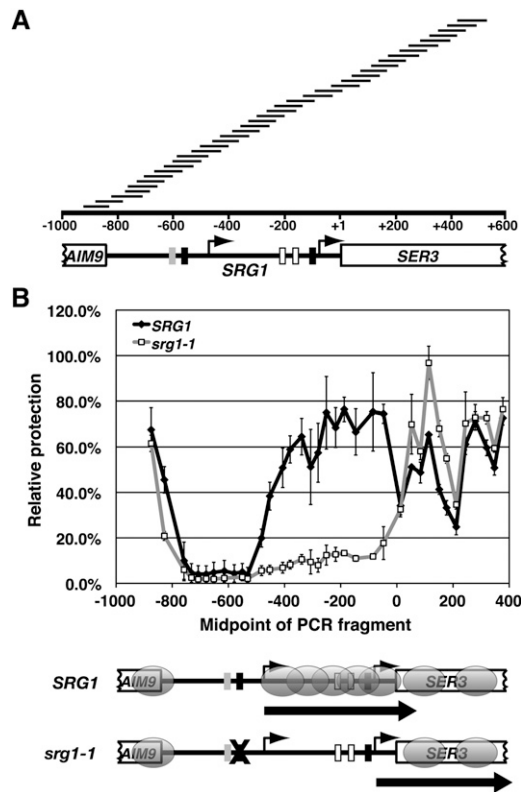 A
-1000 -800 -600 -400 -200 +1 +200 +400 +600
AIM9 SRG1 SER3
B
120.0%
100.0%
80.0%
60.0%
40.0%
20.0%
0.0%
Relative protection
SRG1
srg1-1
-1000 -800 -600 -400 -200 0 200 400
Midpoint of PCR fragment
SRG1 AIM9 SER3
srg1-1 AIM9 SER3